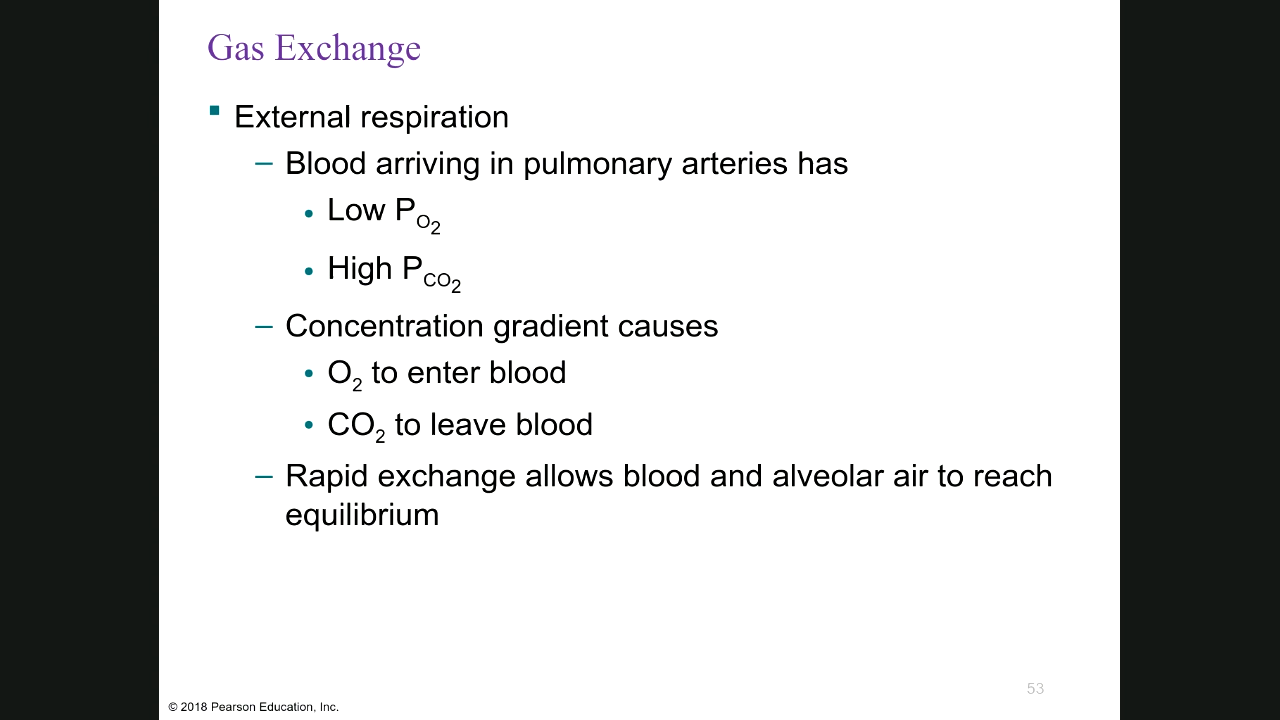 Gas Exchange
▪ External respiration
– Blood arriving in pulmonary arteries has
• Low P_O₂
• High P_CO₂
– Concentration gradient causes
• O₂ to enter blood
• CO₂ to leave blood
– Rapid exchange allows blood and alveolar air to reach
equilibrium
53
© 2018 Pearson Education, Inc.